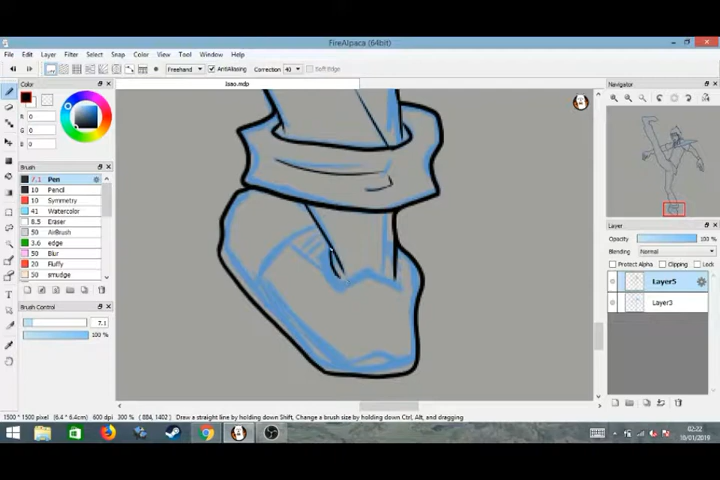 FireAlpaca (64bit)
File Edit Layer Filter Select Snap Color View Tool Window Help
Freehand AntiAliasing Correction 40 Soft Edge
Color
R 0
G 0
B 0
Brush
7.1 Pen
10 Pencil
10 Symmetry
41 Watercolor
8.5 Eraser
50 AirBrush
3.6 edge
50 Blur
20 Fluffy
50 smudge
Brush Control
7.1
100 %
Isso.mdp
Navigator
Layer
Opacity 100 %
Blending Normal
Protect Alpha Clipping Lock
Layer5
Layer3
1500 * 1500 pixel (6.4 * 6.4cm) 600 dpi 300 % ( 884, 1402 ) Draw a straight line by holding down Shift, Change a brush size by holding down Ctrl, Alt, and dragging
02:22
10/01/2019